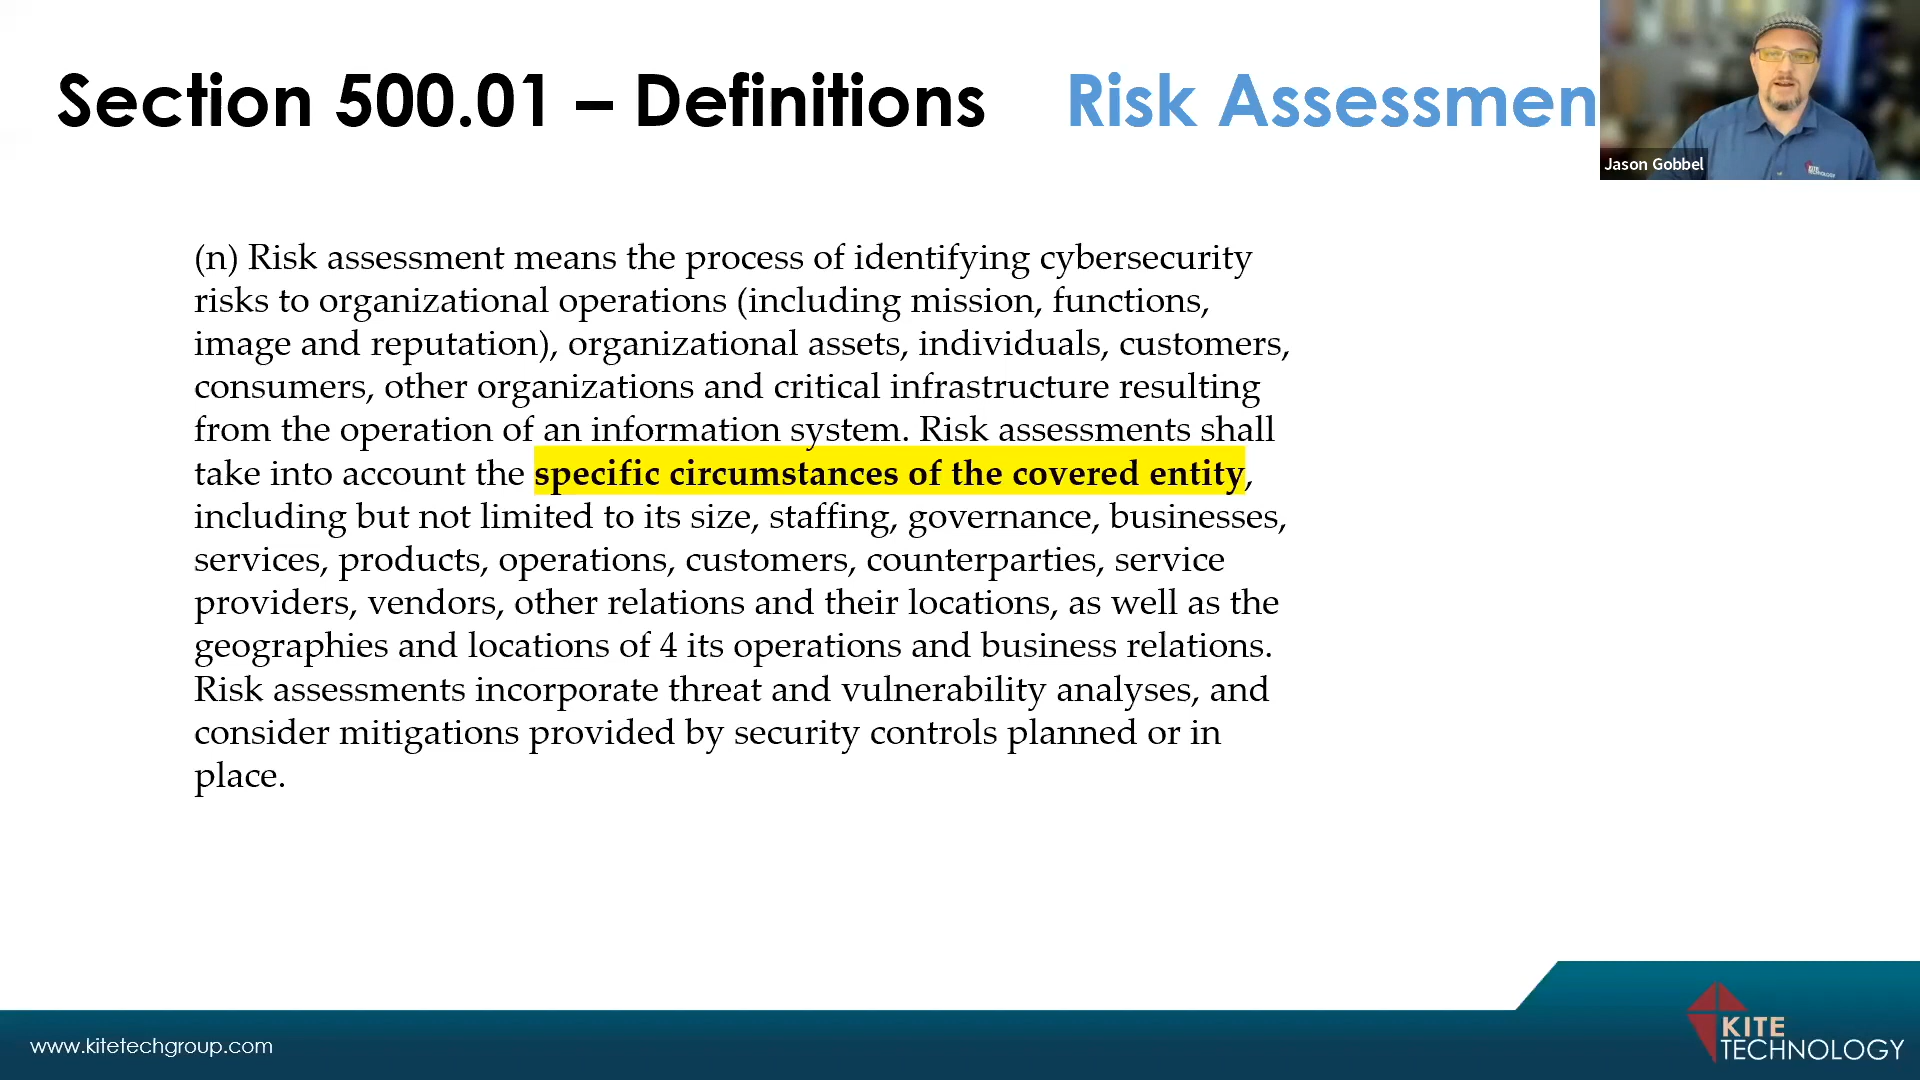 Section 500.01 – Definitions Risk Assessmen
Jason Gobbel
KITE
TECHNOLOGY
(n) Risk assessment means the process of identifying cybersecurity
risks to organizational operations (including mission, functions,
image and reputation), organizational assets, individuals, customers,
consumers, other organizations and critical infrastructure resulting
from the operation of an information system. Risk assessments shall
take into account the specific circumstances of the covered entity,
including but not limited to its size, staffing, governance, businesses,
services, products, operations, customers, counterparties, service
providers, vendors, other relations and their locations, as well as the
geographies and locations of 4 its operations and business relations.
Risk assessments incorporate threat and vulnerability analyses, and
consider mitigations provided by security controls planned or in
place.
www.kitetechgroup.com
KITE
TECHNOLOGY